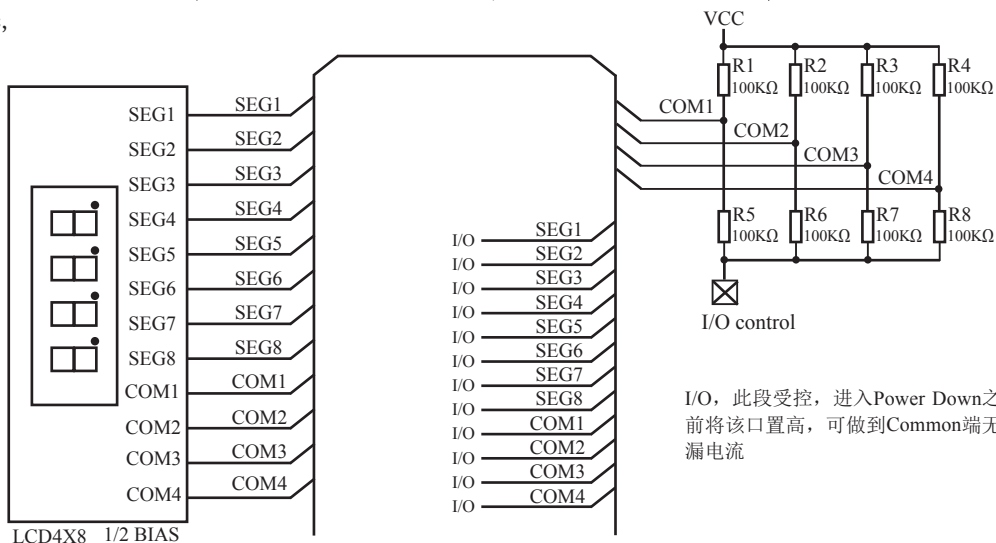 ,
VCC
R1
100KΩ
R2
100KΩ
R3
100KΩ
R4
100KΩ
COM1
COM2
COM3
COM4
R5
100KΩ
R6
100KΩ
R7
100KΩ
R8
100KΩ
I/O control
SEG1 SEG1
SEG2 SEG2
SEG3 SEG3
SEG4 SEG4
SEG5 SEG5
SEG6 SEG6
SEG7 SEG7
SEG8 SEG8
COM1 COM1
COM2 COM2
COM3 COM3
COM4 COM4
LCD4X8 1/2 BIAS
I/O SEG1
I/O SEG2
I/O SEG3
I/O SEG4
I/O SEG5
I/O SEG6
I/O SEG7
I/O SEG8
I/O COM1
I/O COM2
I/O COM3
I/O COM4
I/O，此段受控，进入Power Down之
前将该口置高，可做到Common端无
漏电流